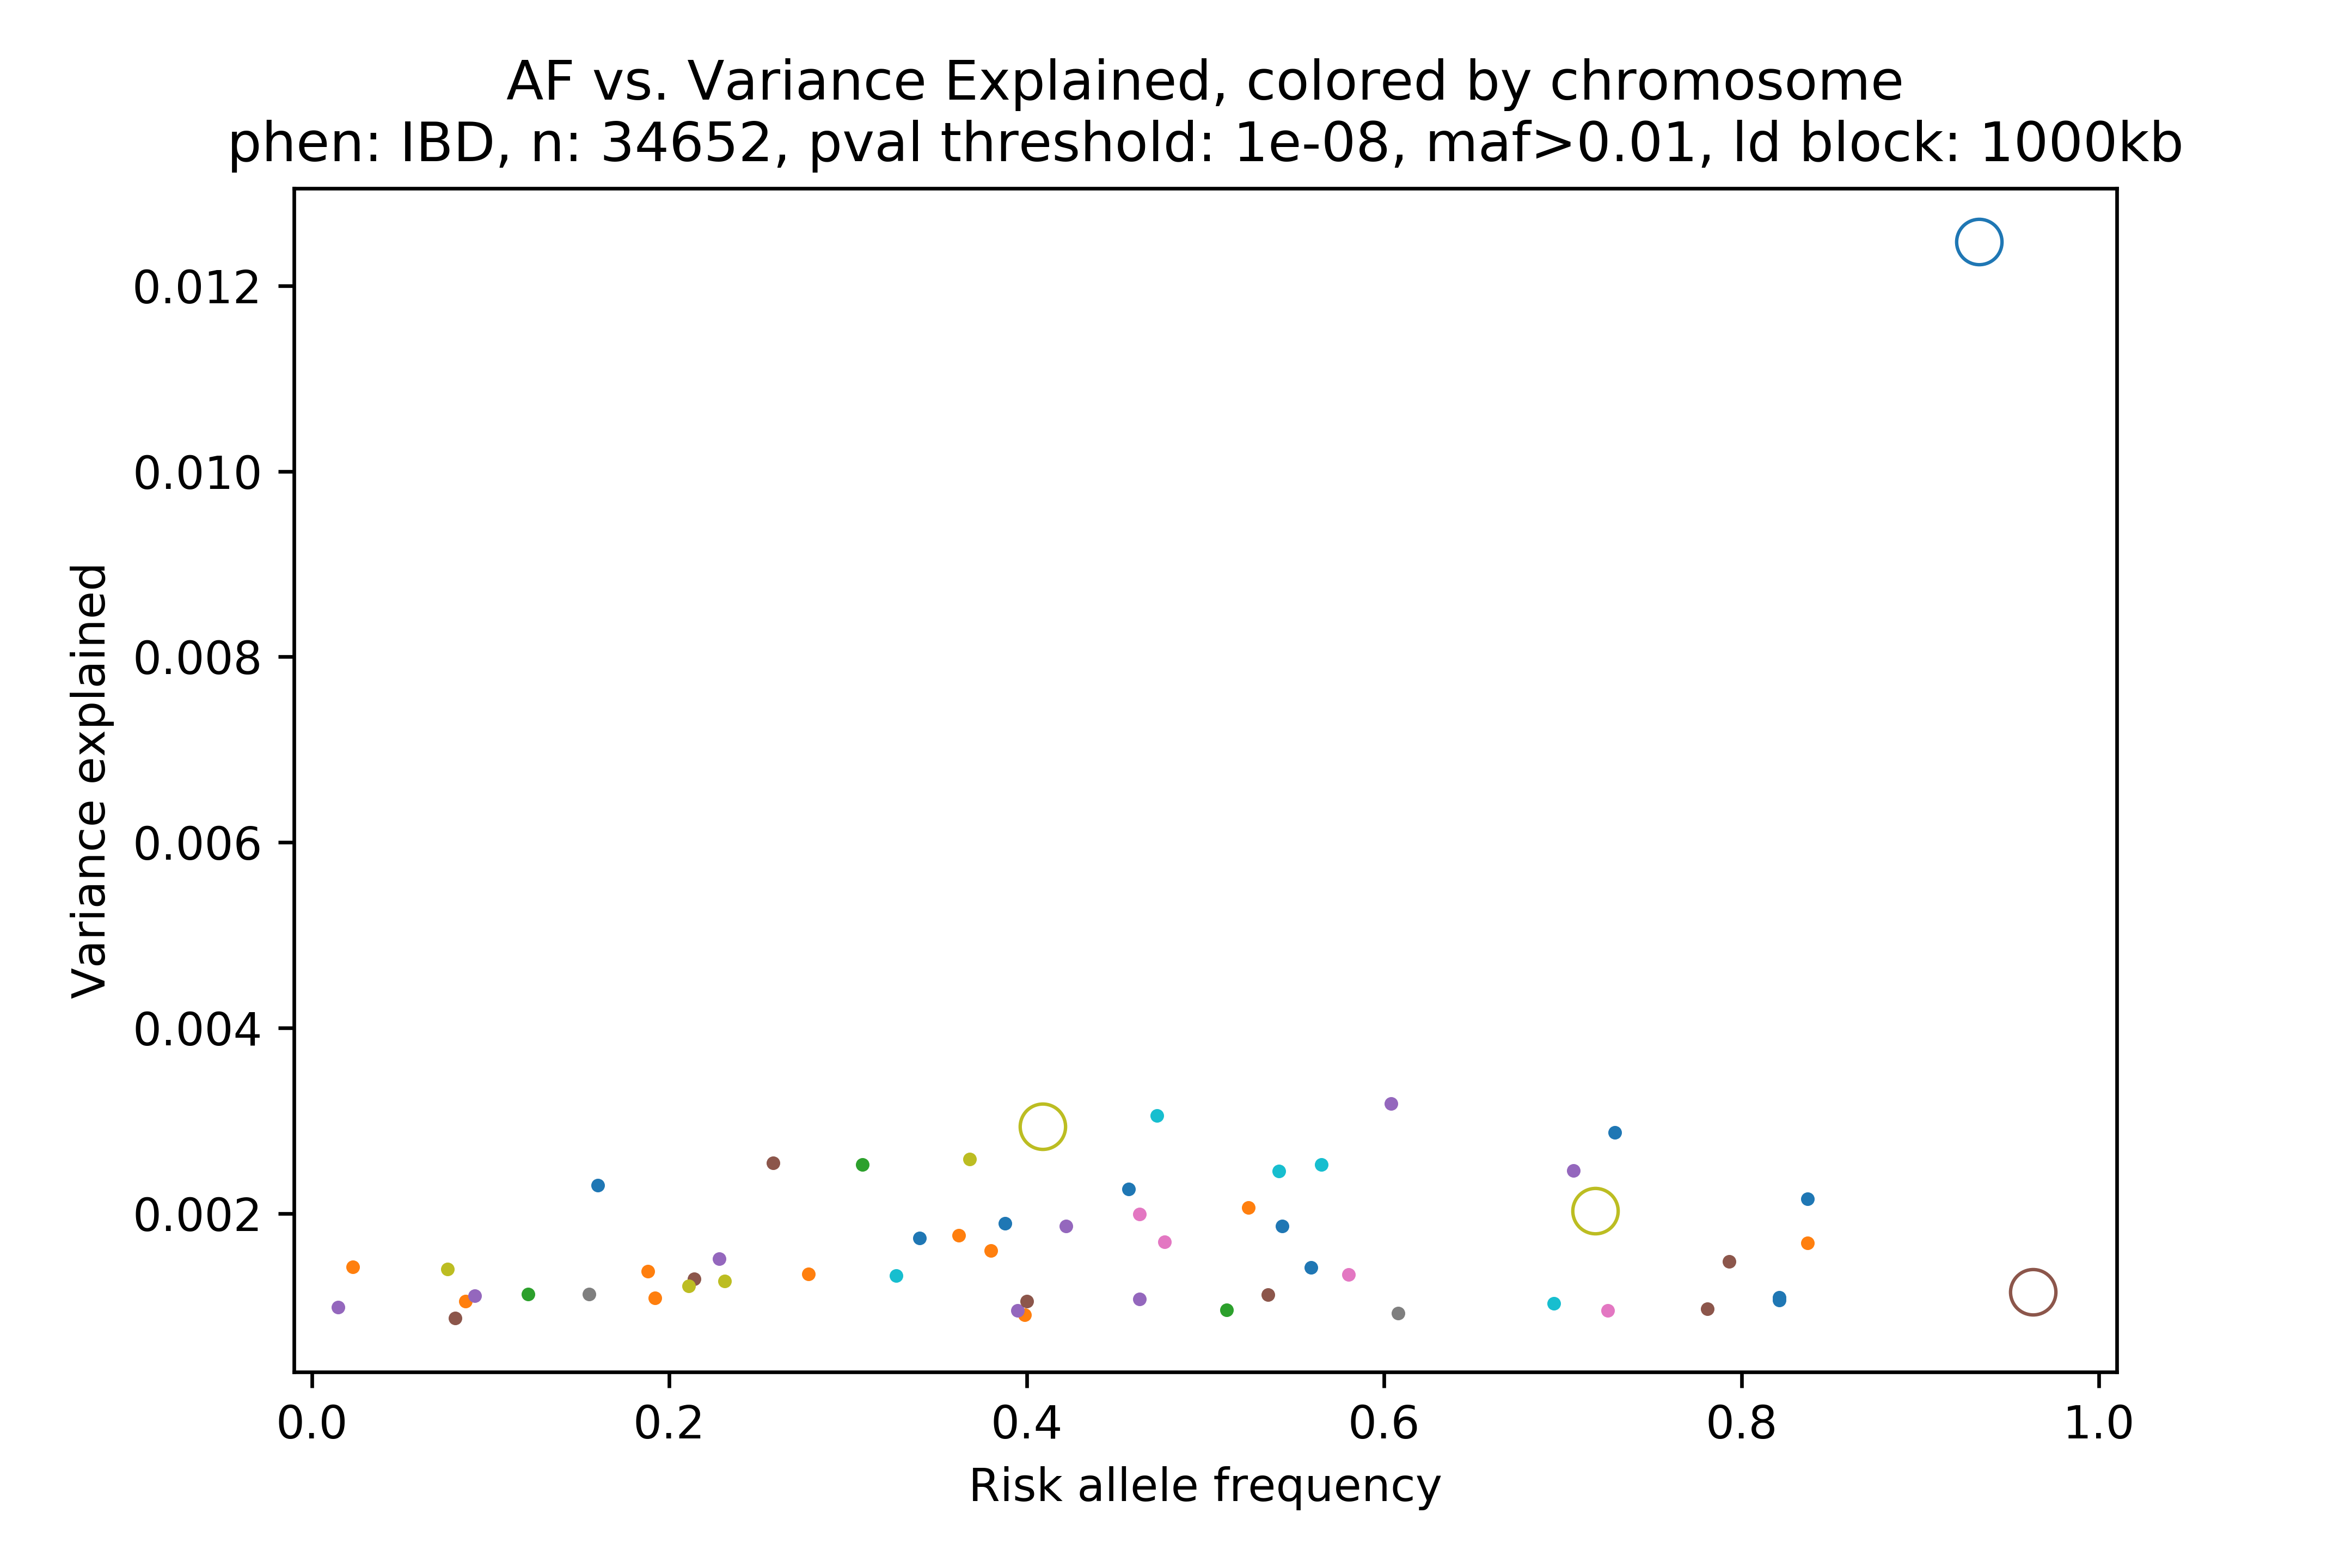 AF vs. Variance Explained, colored by chromosome
phen: IBD, n: 34652, pval threshold: 1e-08, maf>0.01, ld block: 1000kb
0.012
0.010
0.008
0.006
0.004
0.002
Variance explained
0.0 0.2 0.4 0.6 0.8 1.0
Risk allele frequency